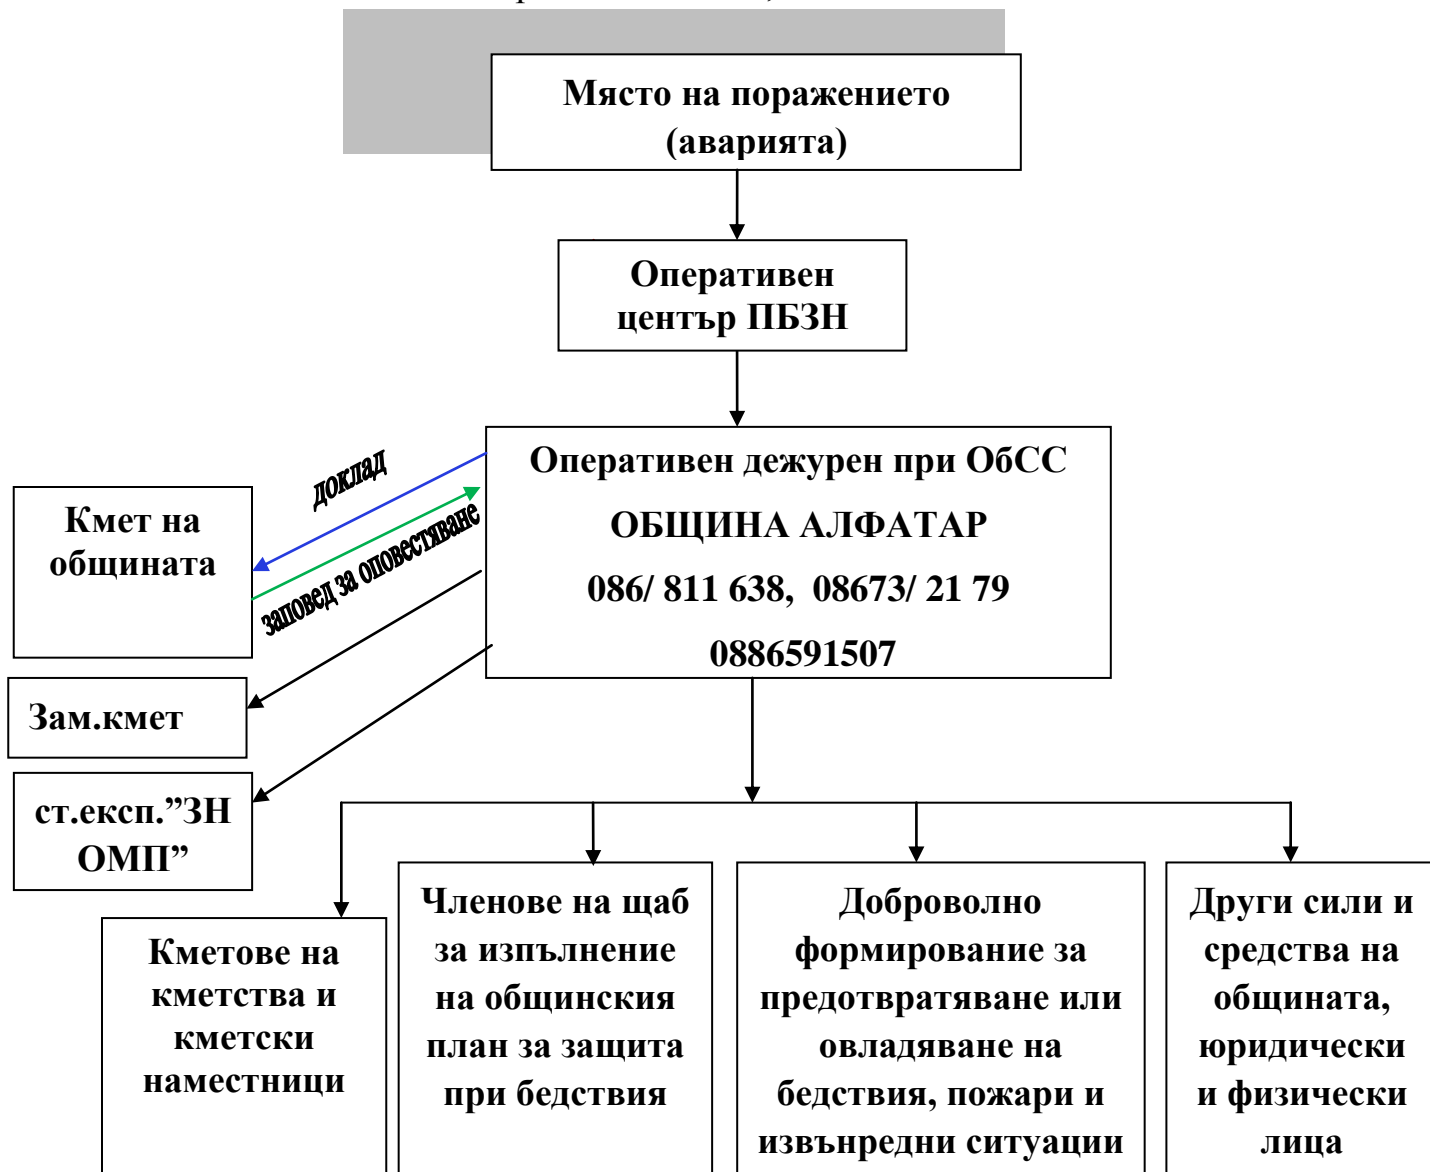 Място на поражението
(аварията)
Оперативен
център ПБЗН
Оперативен дежурен при ОбСС
ОБЩИНА АЛФАТАР
086/ 811 638,  08673/ 21 79
0886591507
доклад
заповед за оповестяване
Кмет на
общината
Зам.кмет
ст.експ.”ЗН
ОМП”
Кметове на
кметства и
кметски
наместници
Членове на щаб
за изпълнение
на общинския
план за защита
при бедствия
Доброволно
формирование за
предотвратяване или
овладяване на
бедствия, пожари и
извънредни ситуации
Други сили и
средства на
общината,
юридически
и физически
лица